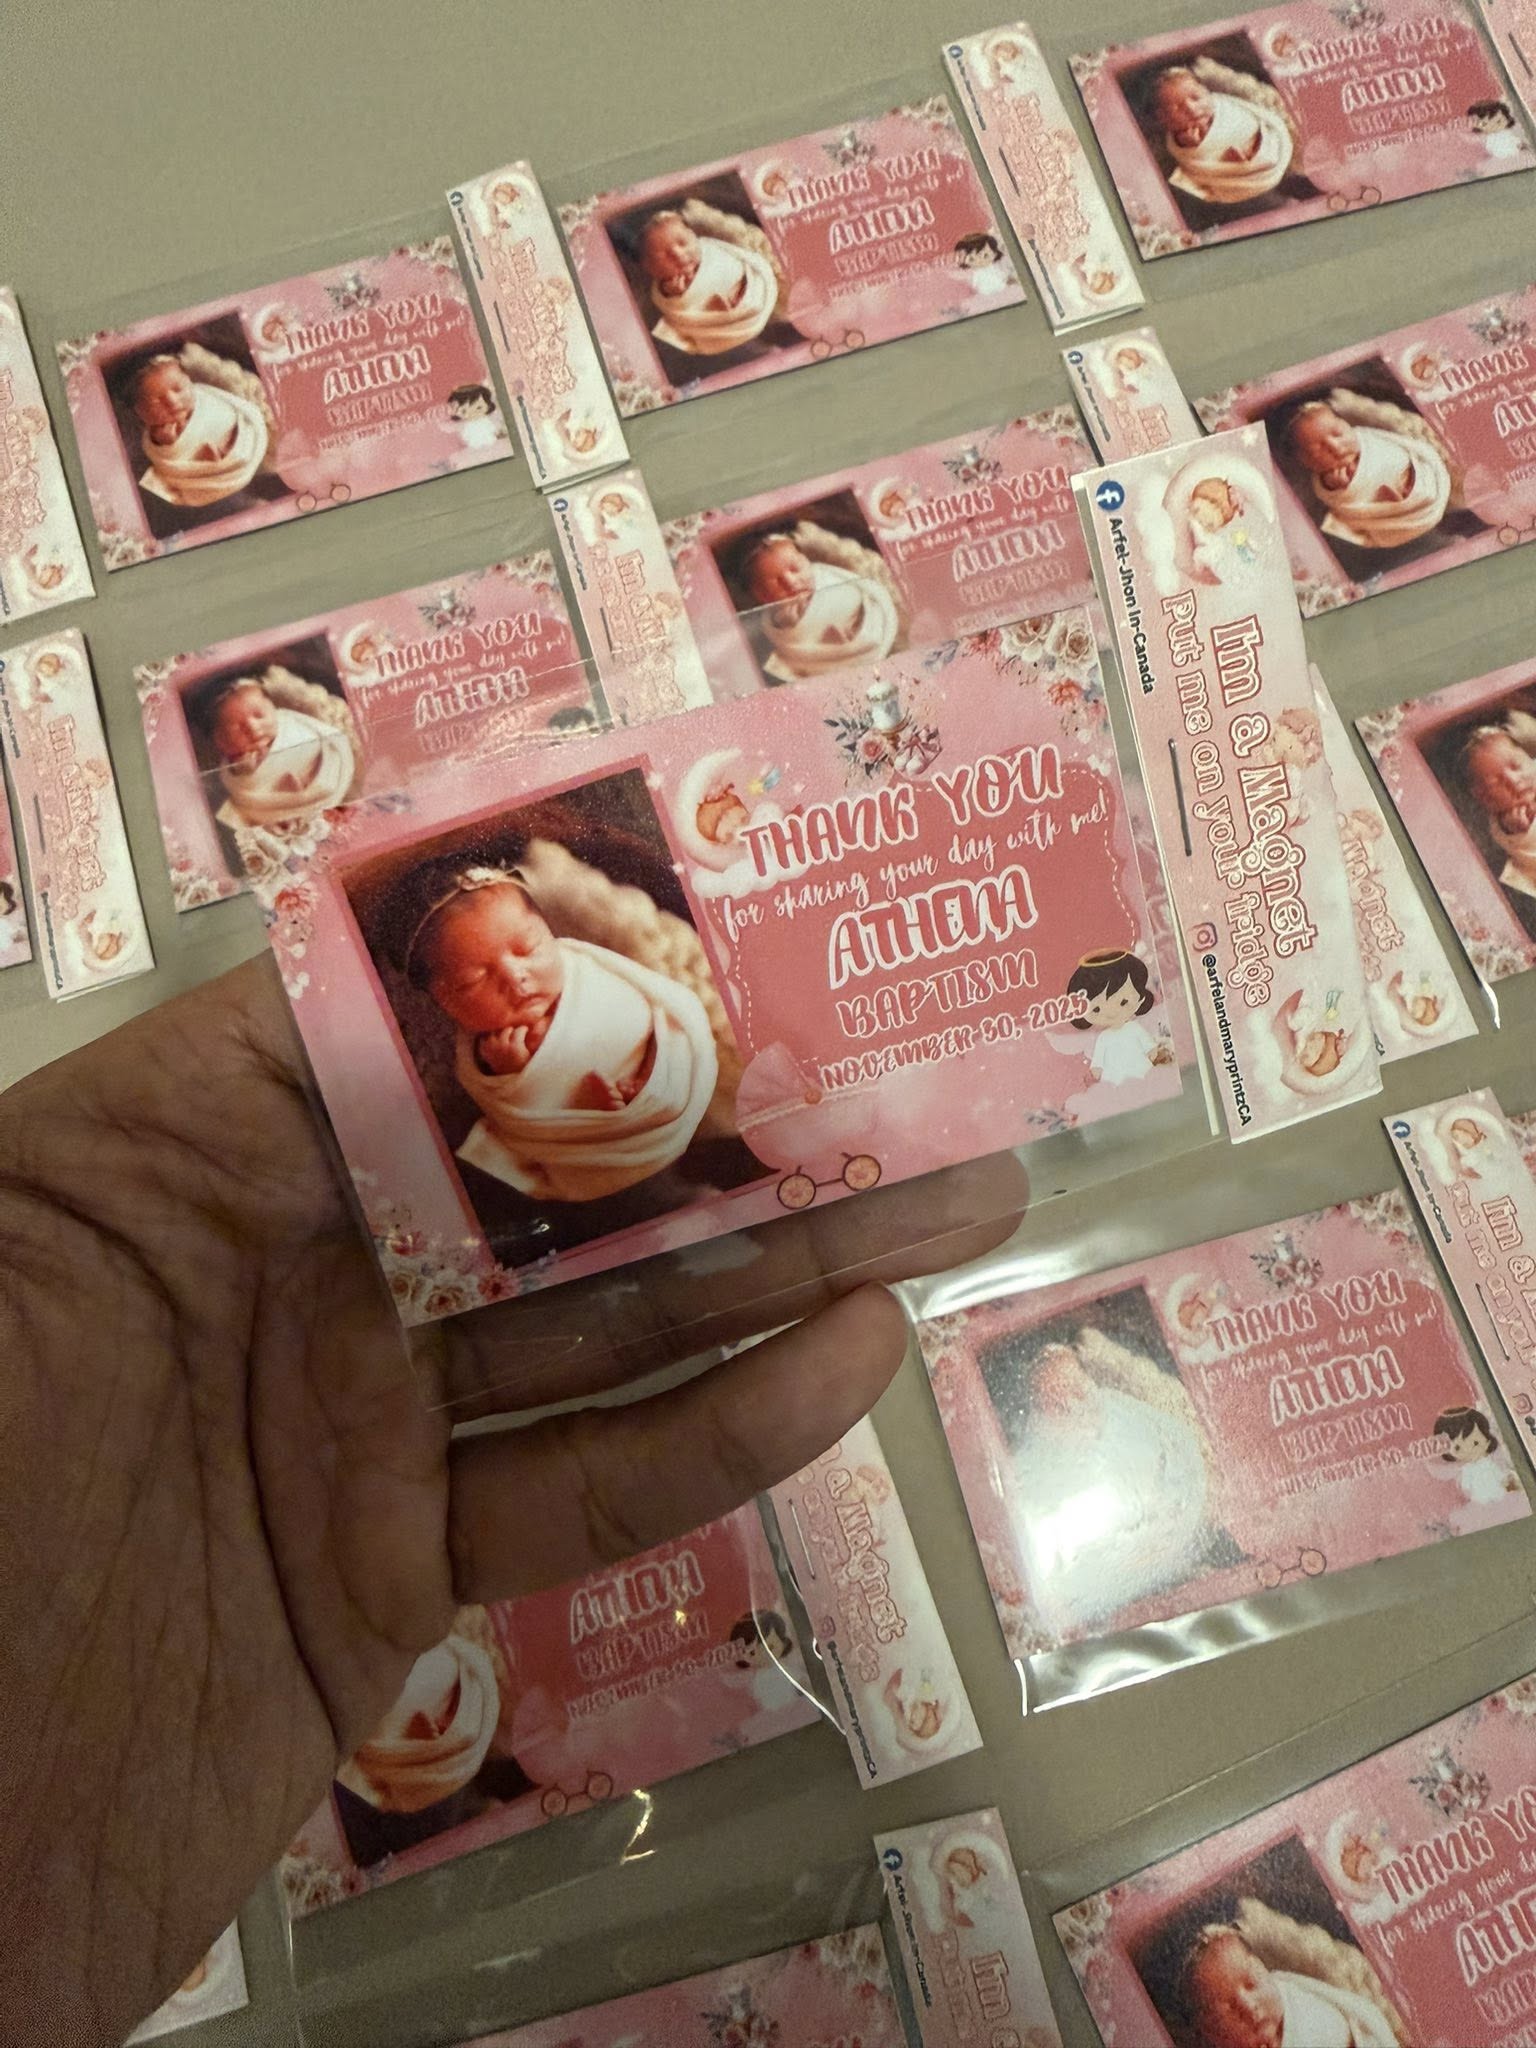 THANK YOU
for sharing your day with me!
ATHENA
BAPTISM
NOVEMBER 30, 2025
I'm a Magnet
Put me on your fridge
Arfel-Jhon In-Canada
@arfelandmaryprintzCA